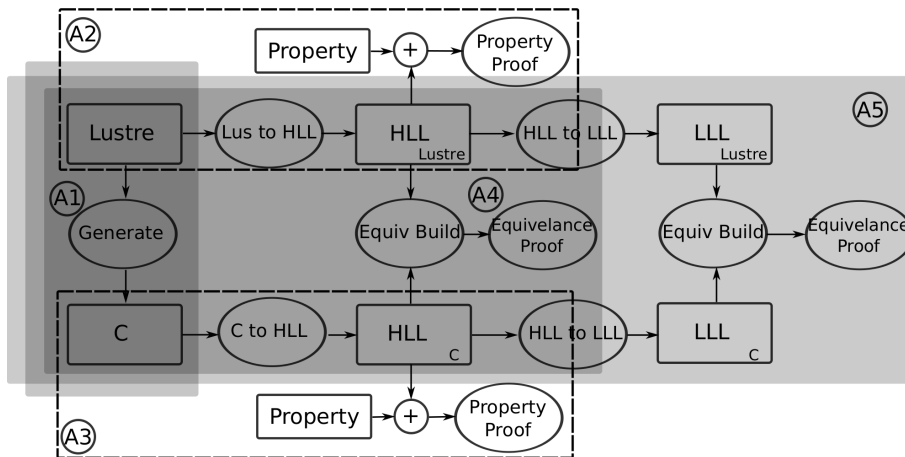 A2
Property
+
Property
Proof
A5
Lustre
Lus to HLL
HLL
Lustre
HLL to LLL
LLL
Lustre
A1
A4
Generate
Equiv Build
Equivelance
Proof
Equiv Build
Equivelance
Proof
C
C to HLL
HLL
C
HLL to LLL
LLL
C
Property
+
Property
Proof
A3